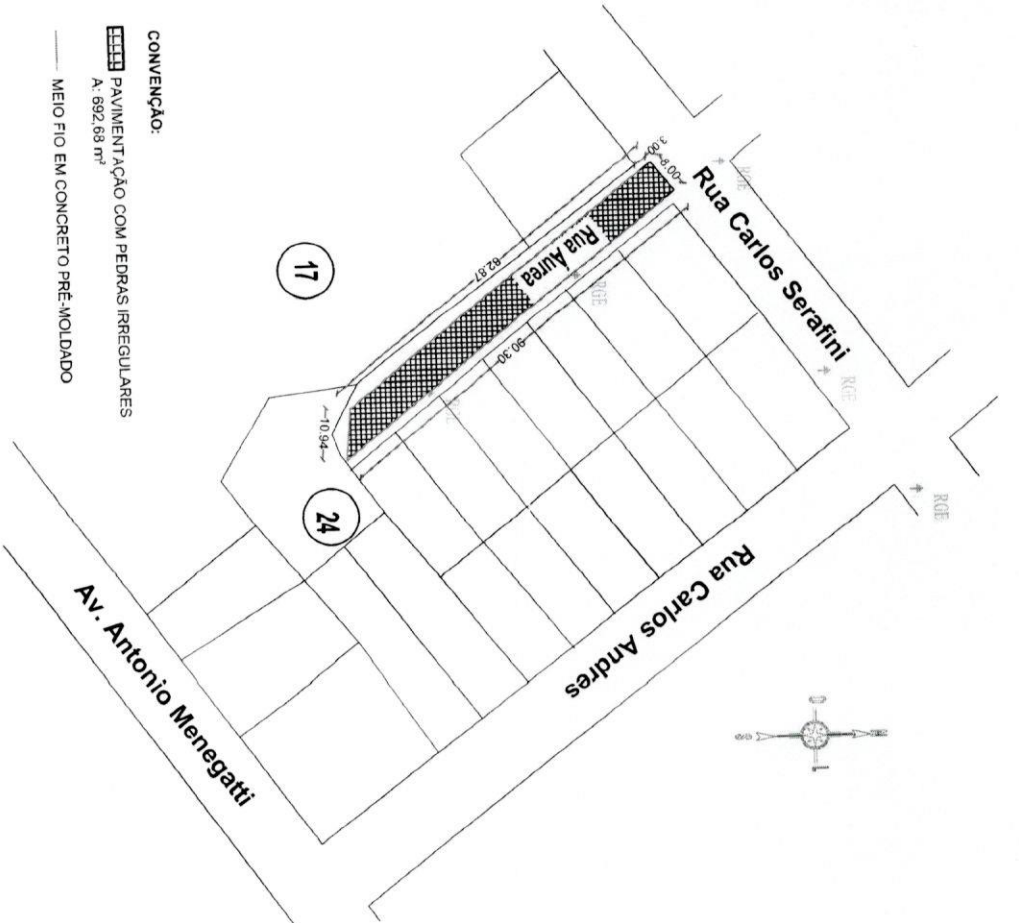 CONVENÇÃO:
PAVIMENTAÇÃO COM PEDRAS IRREGULARES
A: 692,68 m²
MEIO FIO EM CONCRETO PRÉ-MOLDADO
Rua Carlos Serafini
RGE
RGE
RGE
RGE
RGE
3.00
8.00
Rua Áurea
82.87
90.30
10.94
17
24
Rua Carlos Andres
Av. Antonio Menegatti
O
L